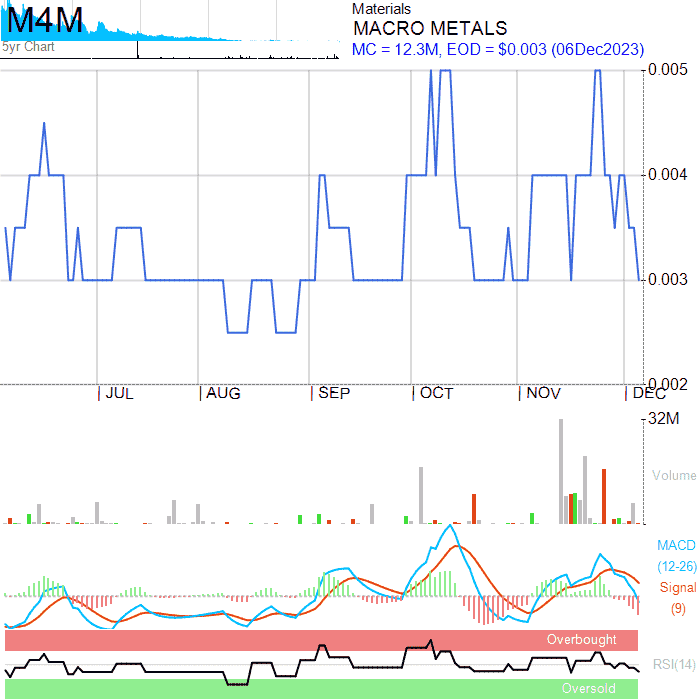 M4M
5yr Chart
Materials
MACRO METALS
MC = 12.3M, EOD = $0.003 (06Dec2023)
0.005
0.004
0.003
0.002
JUL AUG SEP OCT NOV DEC
32M
Volume
MACD
(12-26)
Signal
(9)
Overbought
RSI(14)
Oversold